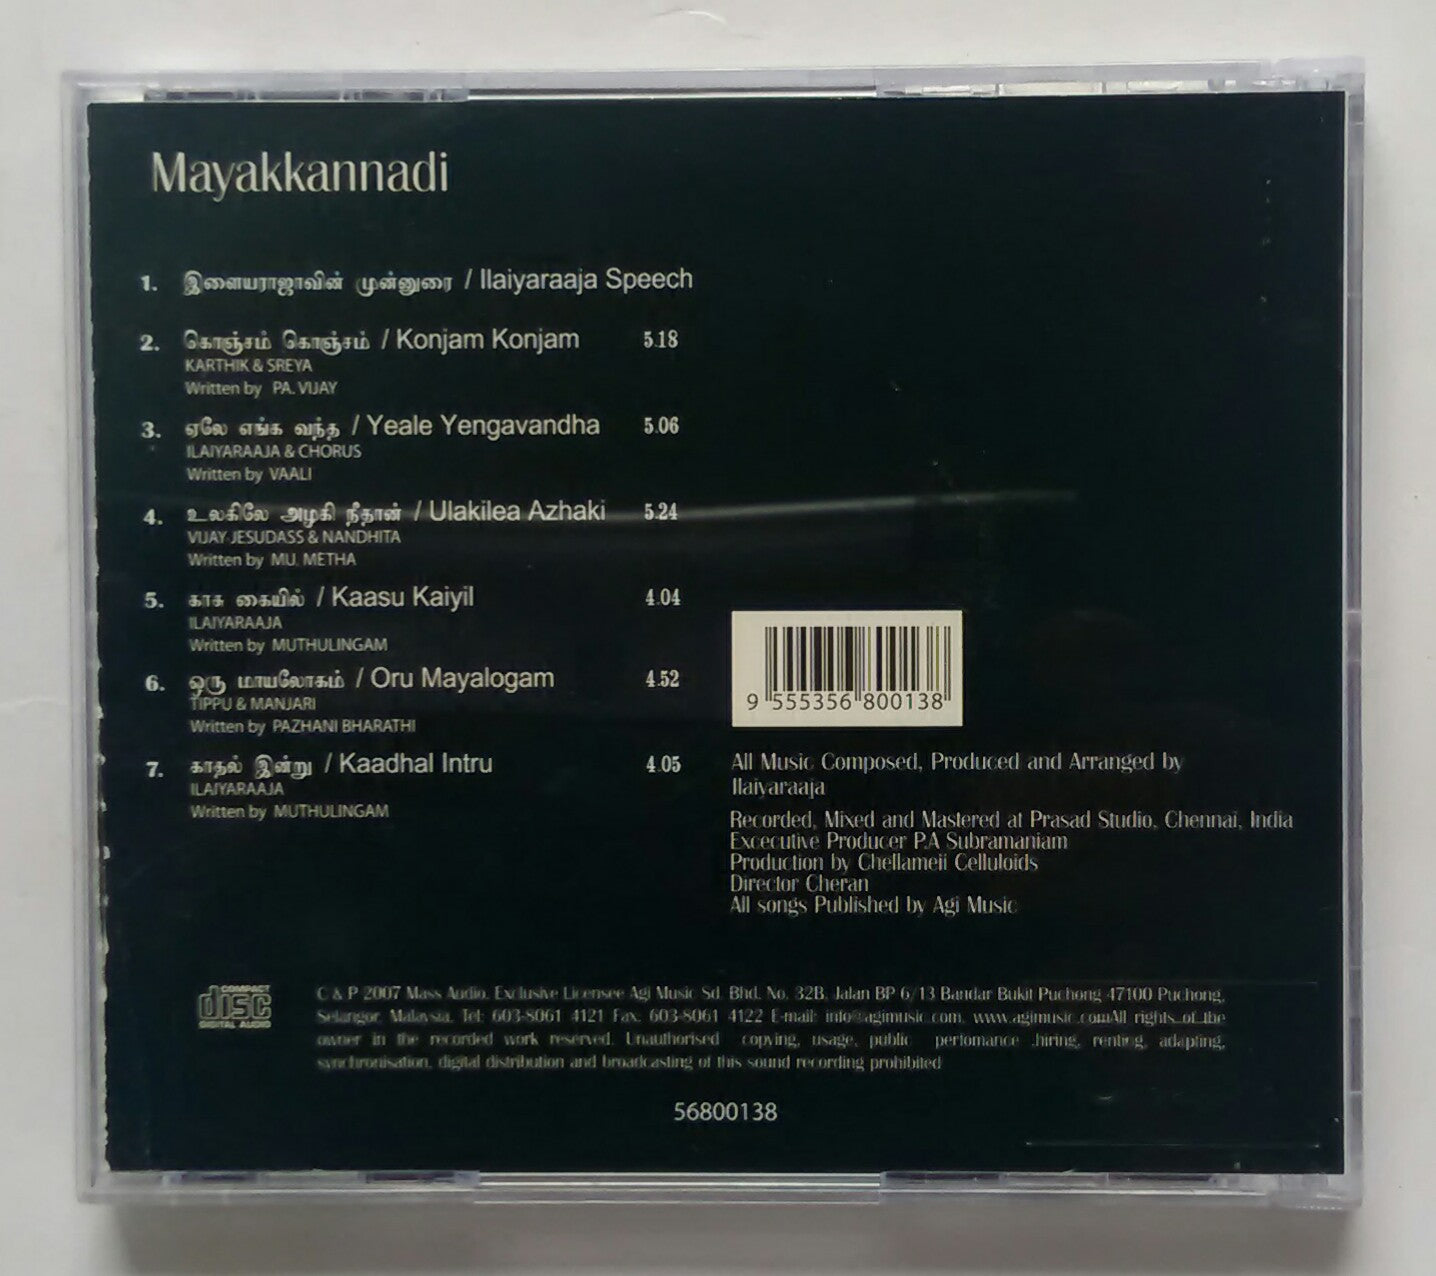 Mayakkannadi
1. இளையராஜாவின் முன்னுரை / Ilaiyaraaja Speech
2. கொஞ்சம் கொஞ்சம் / Konjam Konjam 5.18
KARTHIK & SREYA
Written by PA. VIJAY
3. ஏலே எங்க வந்த / Yeale Yengavandha 5.06
ILAIYARAAJA & CHORUS
Written by VAALI
4. உலகிலே அழகி நீதான் / Ulakilea Azhaki 5.24
VIJAY JESUDASS & NANDHITA
Written by MU. METHA
5. காசு கையில் / Kaasu Kaiyil 4.04
ILAIYARAAJA
Written by MUTHULINGAM
6. ஒரு மாயலோகம் / Oru Mayalogam 4.52
TIPPU & MANJARI
Written by PAZHANI BHARATHI
7. காதல் இன்று / Kaadhal Intru 4.05
ILAIYARAAJA
Written by MUTHULINGAM
9 555356 800138
All Music Composed, Produced and Arranged by
Ilaiyaraaja
Recorded, Mixed and Mastered at Prasad Studio, Chennai, India
Excecutive Producer P.A Subramaniam
Production by Chellameii Celluloids
Director Cheran
All songs Published by Agi Music
COMPACT
disc
DIGITAL AUDIO
C & P 2007 Mass Audio. Exclusive Licensee Agi Music Sd. Bhd. No. 32B, Jalan BP 6/13 Bandar Bukit Puchong 47100 Puchong,
Selangor, Malaysia. Tel: 603-8061 4121 Fax: 603-8061 4122 E-mail: info@agimusic.com, www.agimusic.comAll rights of the
owner in the recorded work reserved. Unauthorised copying, usage, public perfomance .hiring, renting, adapting,
synchronisation, digital distribution and broadcasting of this sound recording prohibited
56800138